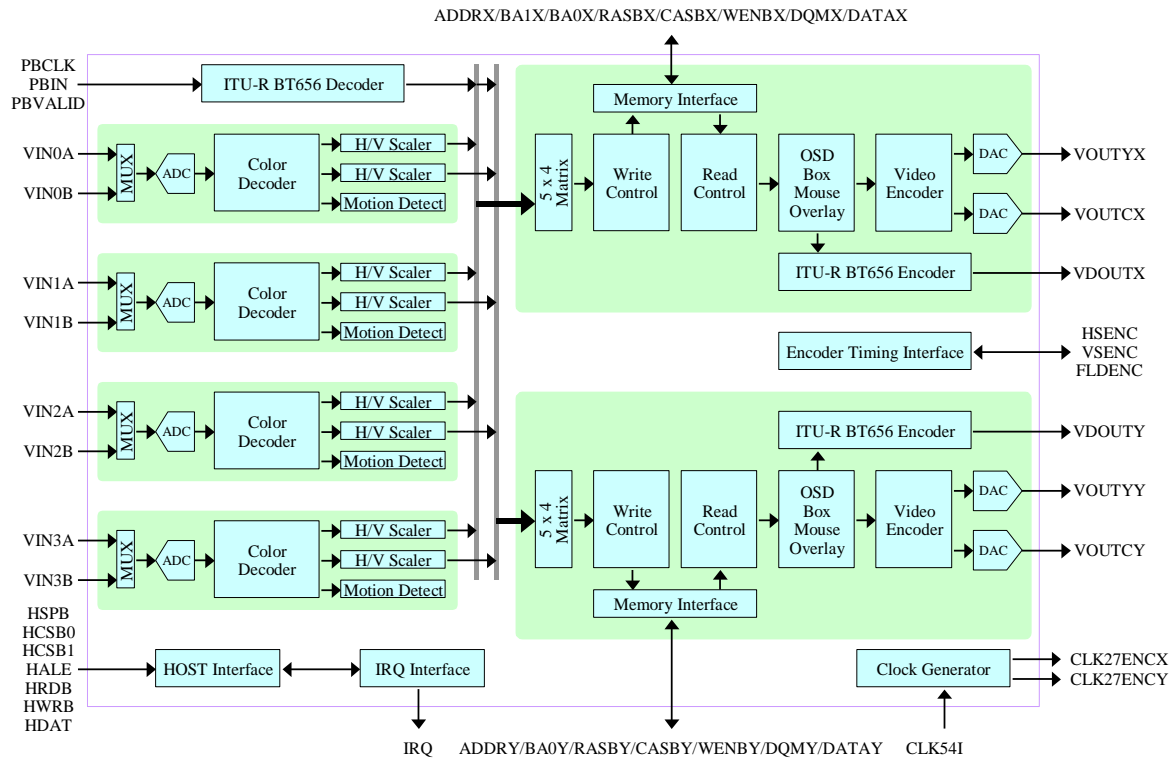 ADDRX/BA1X/BA0X/RASBX/CASBX/WENBX/DQMX/DATAX
PBCLK
PBIN
PBVALID
ITU-R BT656 Decoder
VIN0A
VIN0B
MUX
ADC
Color
Decoder
H/V Scaler
H/V Scaler
Motion Detect
VIN1A
VIN1B
MUX
ADC
Color
Decoder
H/V Scaler
H/V Scaler
Motion Detect
VIN2A
VIN2B
MUX
ADC
Color
Decoder
H/V Scaler
H/V Scaler
Motion Detect
VIN3A
VIN3B
MUX
ADC
Color
Decoder
H/V Scaler
H/V Scaler
Motion Detect
Memory Interface
5 x 4
Matrix
Write
Control
Read
Control
OSD
Box
Mouse
Overlay
Video
Encoder
DAC
DAC
VOUTYX
VOUTCX
ITU-R BT656 Encoder
VDOUTX
Encoder Timing Interface
HSENC
VSENC
FLDENC
ITU-R BT656 Encoder
VDOUTY
5 x 4
Matrix
Write
Control
Read
Control
OSD
Box
Mouse
Overlay
Video
Encoder
DAC
DAC
VOUTYY
VOUTCY
Memory Interface
HSPB
HCSB0
HCSB1
HALE
HRDB
HWRB
HDAT
HOST Interface
IRQ Interface
Clock Generator
CLK27ENCX
CLK27ENCY
IRQ
ADDRY/BA0Y/RASBY/CASBY/WENBY/DQMY/DATAY
CLK54I